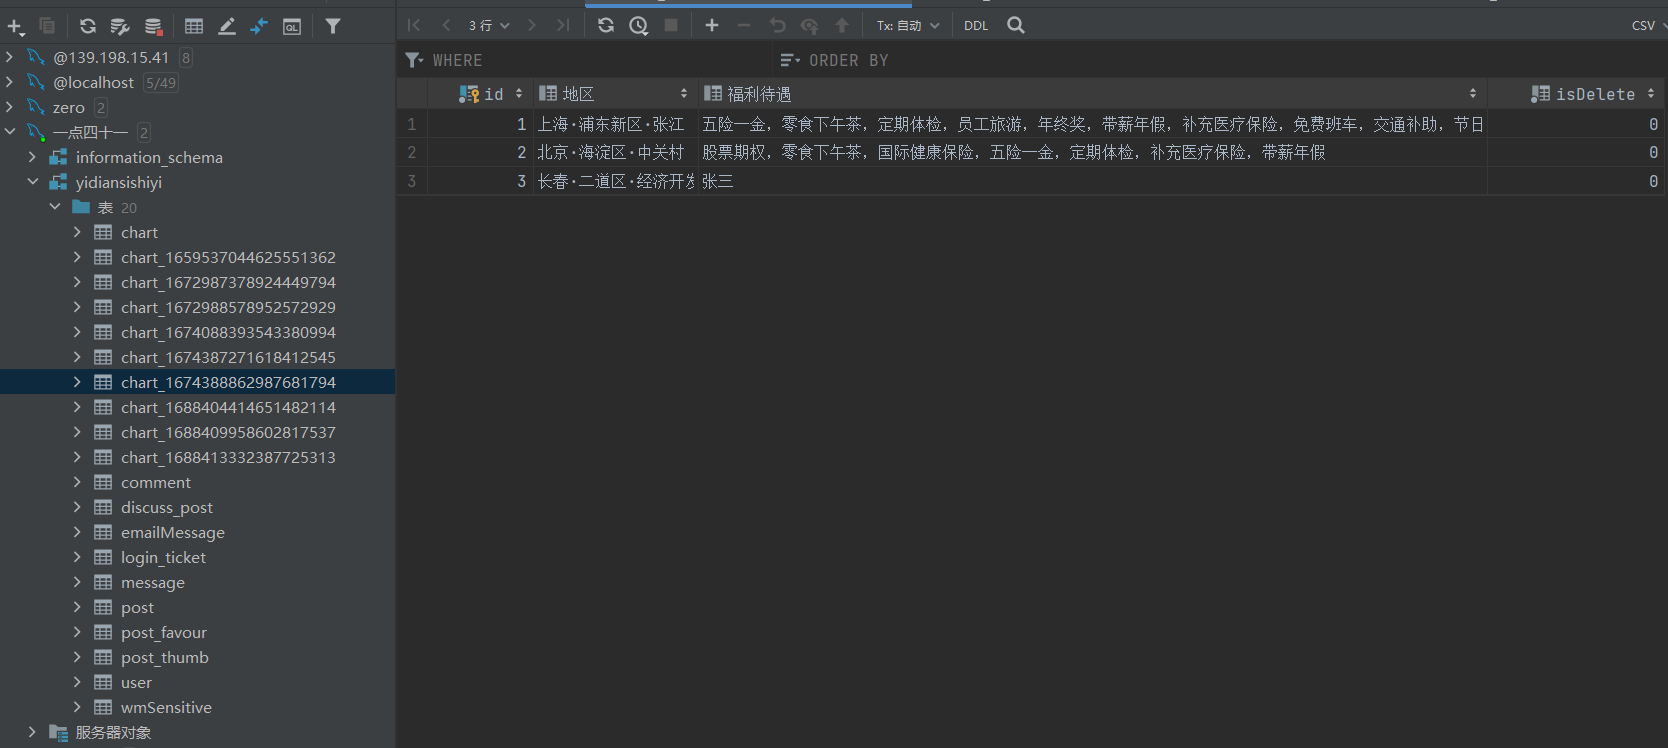 3 行
Tx: 自动
DDL
CSV
@139.198.15.41 8
@localhost 5/49
zero 2
一点四十一 2
information_schema
yidiansishiyi
表 20
chart
chart_1659537044625551362
chart_1672987378924449794
chart_1672988578952572929
chart_1674088393543380994
chart_1674387271618412545
chart_1674388862987681794
chart_1688404414651482114
chart_1688409958602817537
chart_1688413332387725313
comment
discuss_post
emailMessage
login_ticket
message
post
post_favour
post_thumb
user
wmSensitive
服务器对象
WHERE
ORDER BY
id 地区 福利待遇 isDelete
1 1 上海·浦东新区·张江 五险一金，零食下午茶，定期体检，员工旅游，年终奖，带薪年假，补充医疗保险，免费班车，交通补助，节日 0
2 2 北京·海淀区·中关村 股票期权，零食下午茶，国际健康保险，五险一金，定期体检，补充医疗保险，带薪年假 0
3 3 长春·二道区·经济开发 张三 0